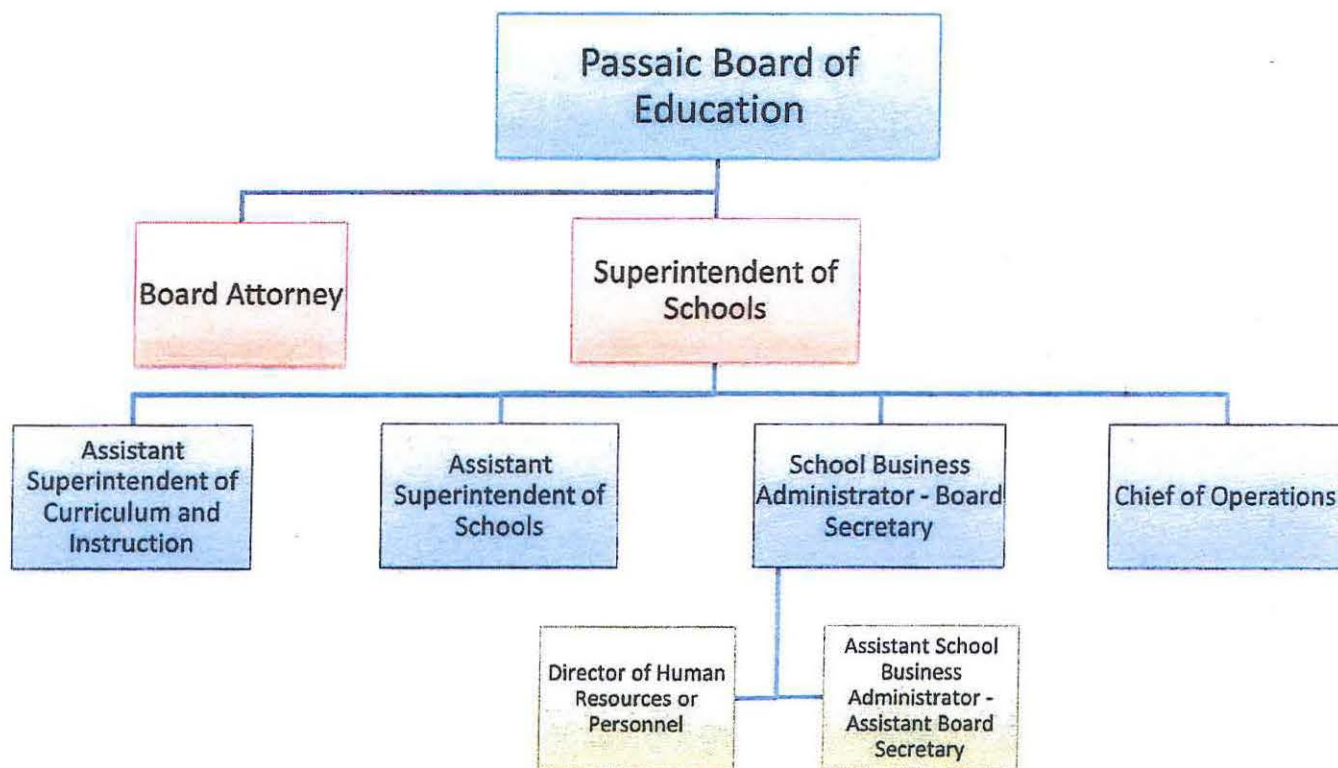 Passaic Board of
Education
Board Attorney
Superintendent of
Schools
Assistant
Superintendent of
Curriculum and
Instruction
Assistant
Superintendent of
Schools
School Business
Administrator - Board
Secretary
Chief of Operations
Director of Human
Resources or
Personnel
Assistant School
Business
Administrator -
Assistant Board
Secretary